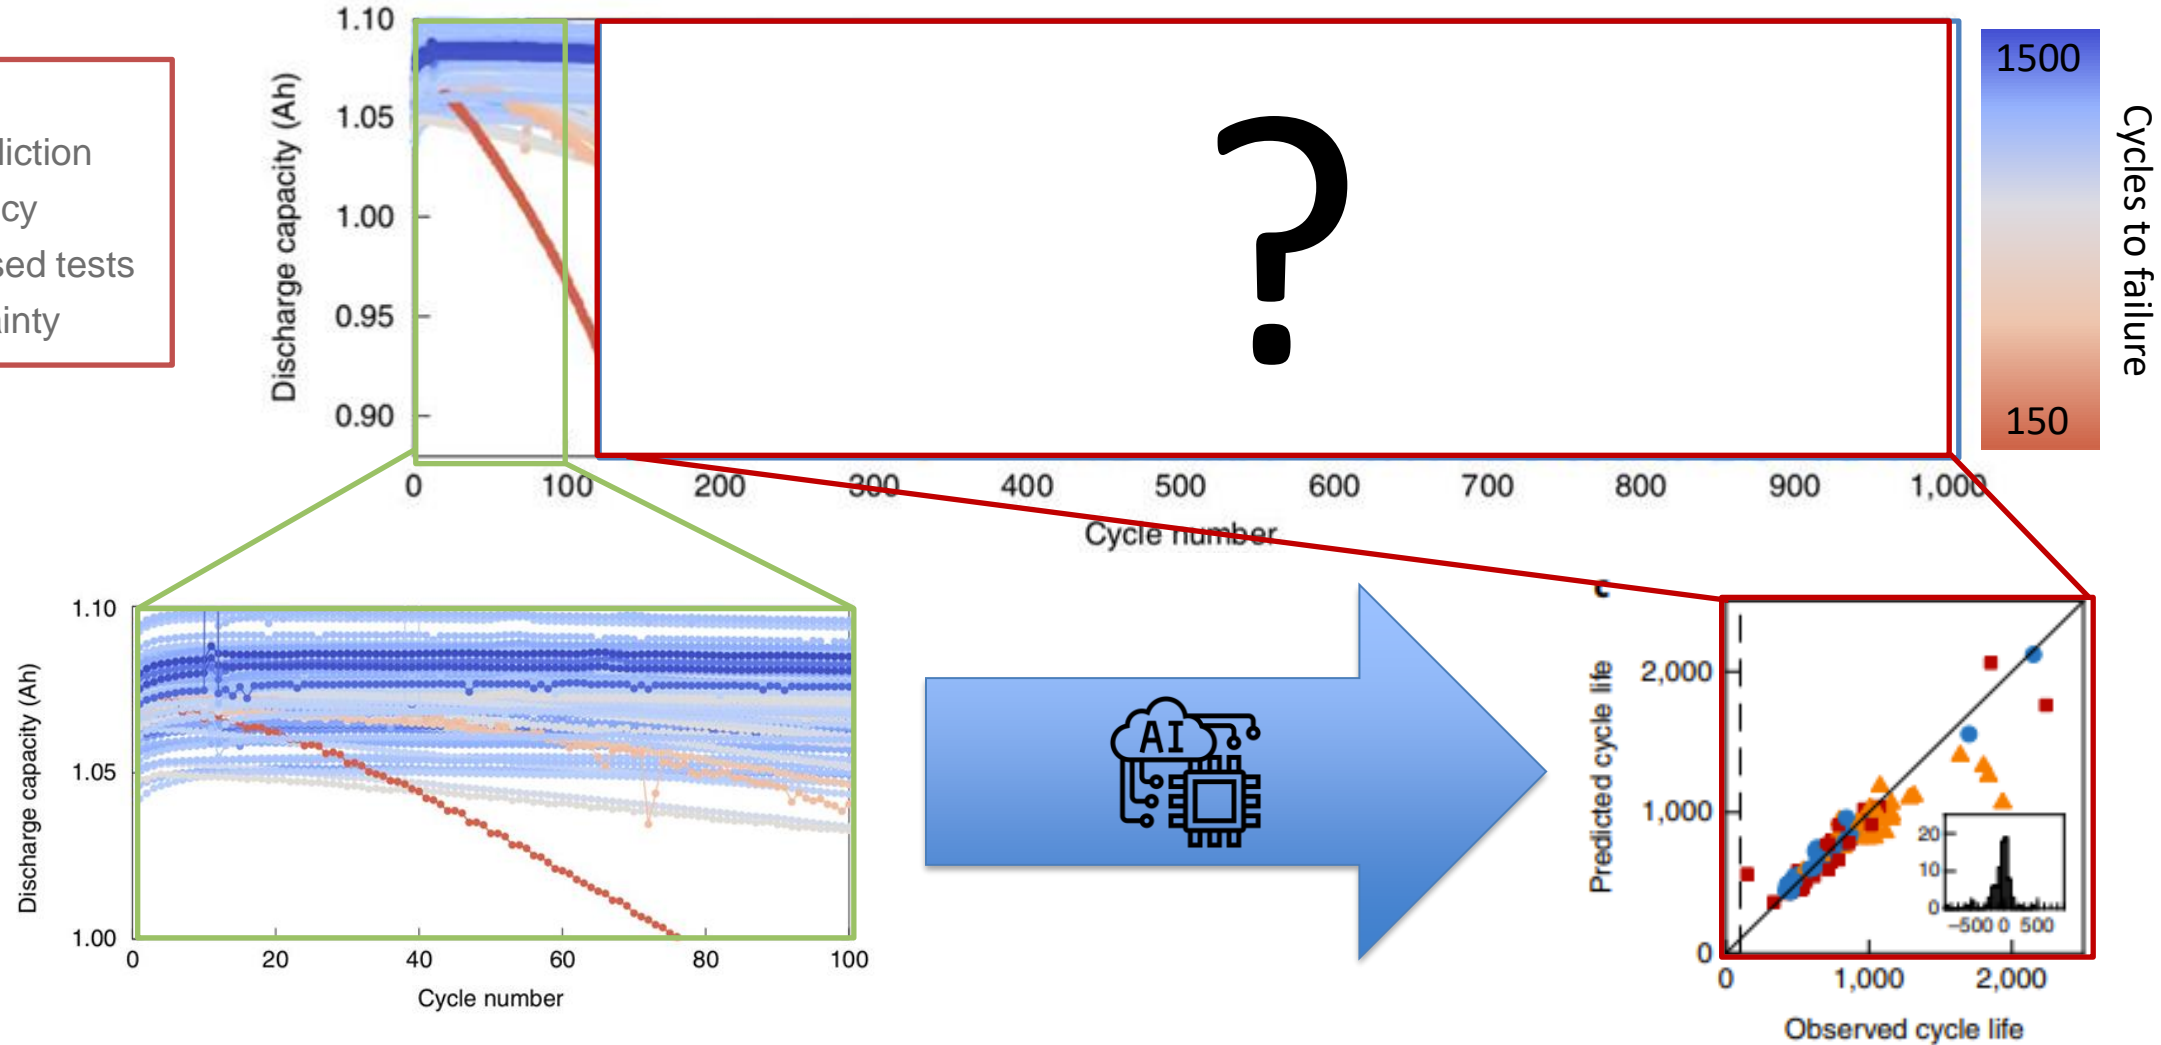 liction
cy
sed tests
inty
1.10
1.05
1.00
0.95
0.90
Discharge capacity (Ah)
?
0 100 200 300 400 500 600 700 800 900 1,000
Cycle number
1500
150
Cycles to failure
1.10
1.05
1.00
Discharge capacity (Ah)
0 20 40 60 80 100
Cycle number
AI
c
Predicted cycle life
2,000
1,000
0
20
10
0
−500 0 500
0 1,000 2,000
Observed cycle life